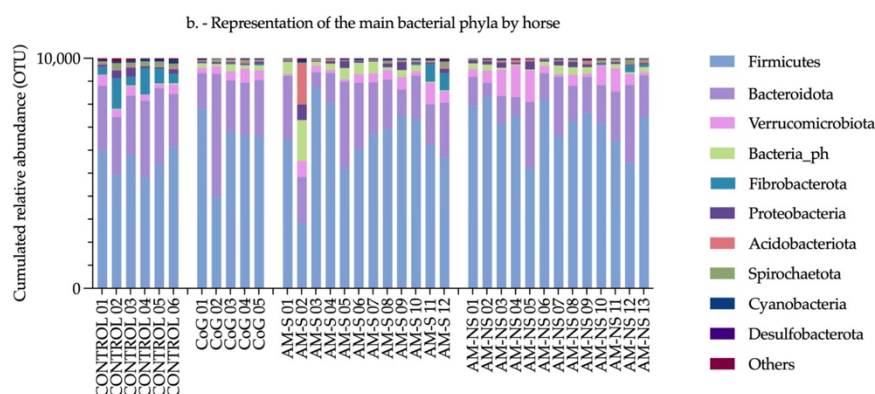 b. - Representation of the main bacterial phyla by horse
Cumulated relative abundance (OTU)
10,000
0
CONTROL 01
CONTROL 02
CONTROL 03
CONTROL 04
CONTROL 05
CONTROL 06
CoG 01
CoG 02
CoG 03
CoG 04
CoG 05
AM-S 01
AM-S 02
AM-S 03
AM-S 04
AM-S 05
AM-S 06
AM-S 07
AM-S 08
AM-S 09
AM-S 10
AM-S 11
AM-S 12
AM-NS 01
AM-NS 02
AM-NS 03
AM-NS 04
AM-NS 05
AM-NS 06
AM-NS 07
AM-NS 08
AM-NS 09
AM-NS 10
AM-NS 11
AM-NS 12
AM-NS 13
Firmicutes
Bacteroidota
Verrucomicrobiota
Bacteria_ph
Fibrobacterota
Proteobacteria
Acidobacteriota
Spirochaetota
Cyanobacteria
Desulfobacterota
Others